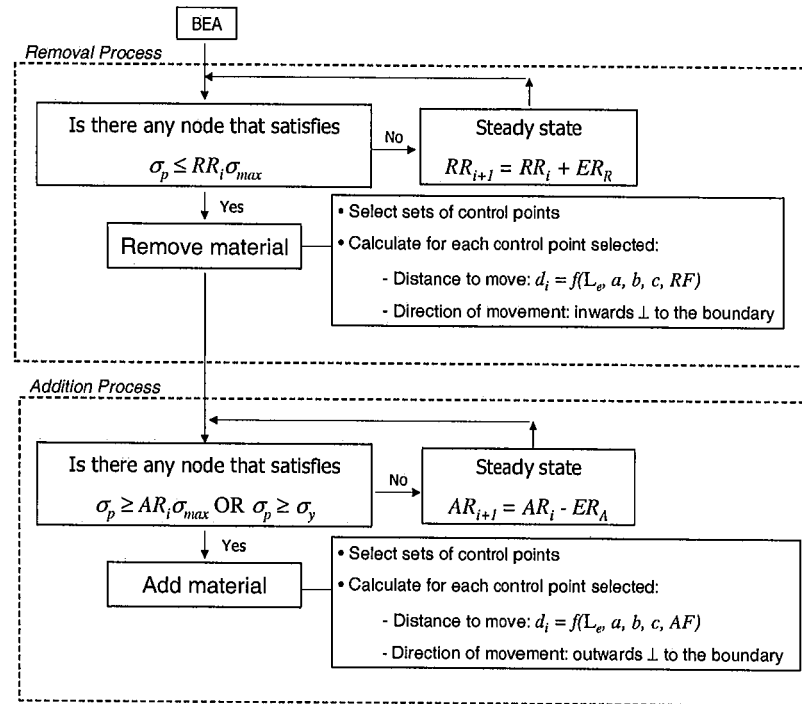 BEA
Removal Process
Is there any node that satisfies
σp ≤ RRiσmax
No
Steady state
RRi+1 = RRi + ERR
Yes
Remove material
• Select sets of control points
• Calculate for each control point selected:
- Distance to move: di = f(Le, a, b, c, RF)
- Direction of movement: inwards ⊥ to the boundary
Addition Process
Is there any node that satisfies
σp ≥ ARiσmax OR σp ≥ σy
No
Steady state
ARi+1 = ARi - ERA
Yes
Add material
• Select sets of control points
• Calculate for each control point selected:
- Distance to move: di = f(Le, a, b, c, AF)
- Direction of movement: outwards ⊥ to the boundary